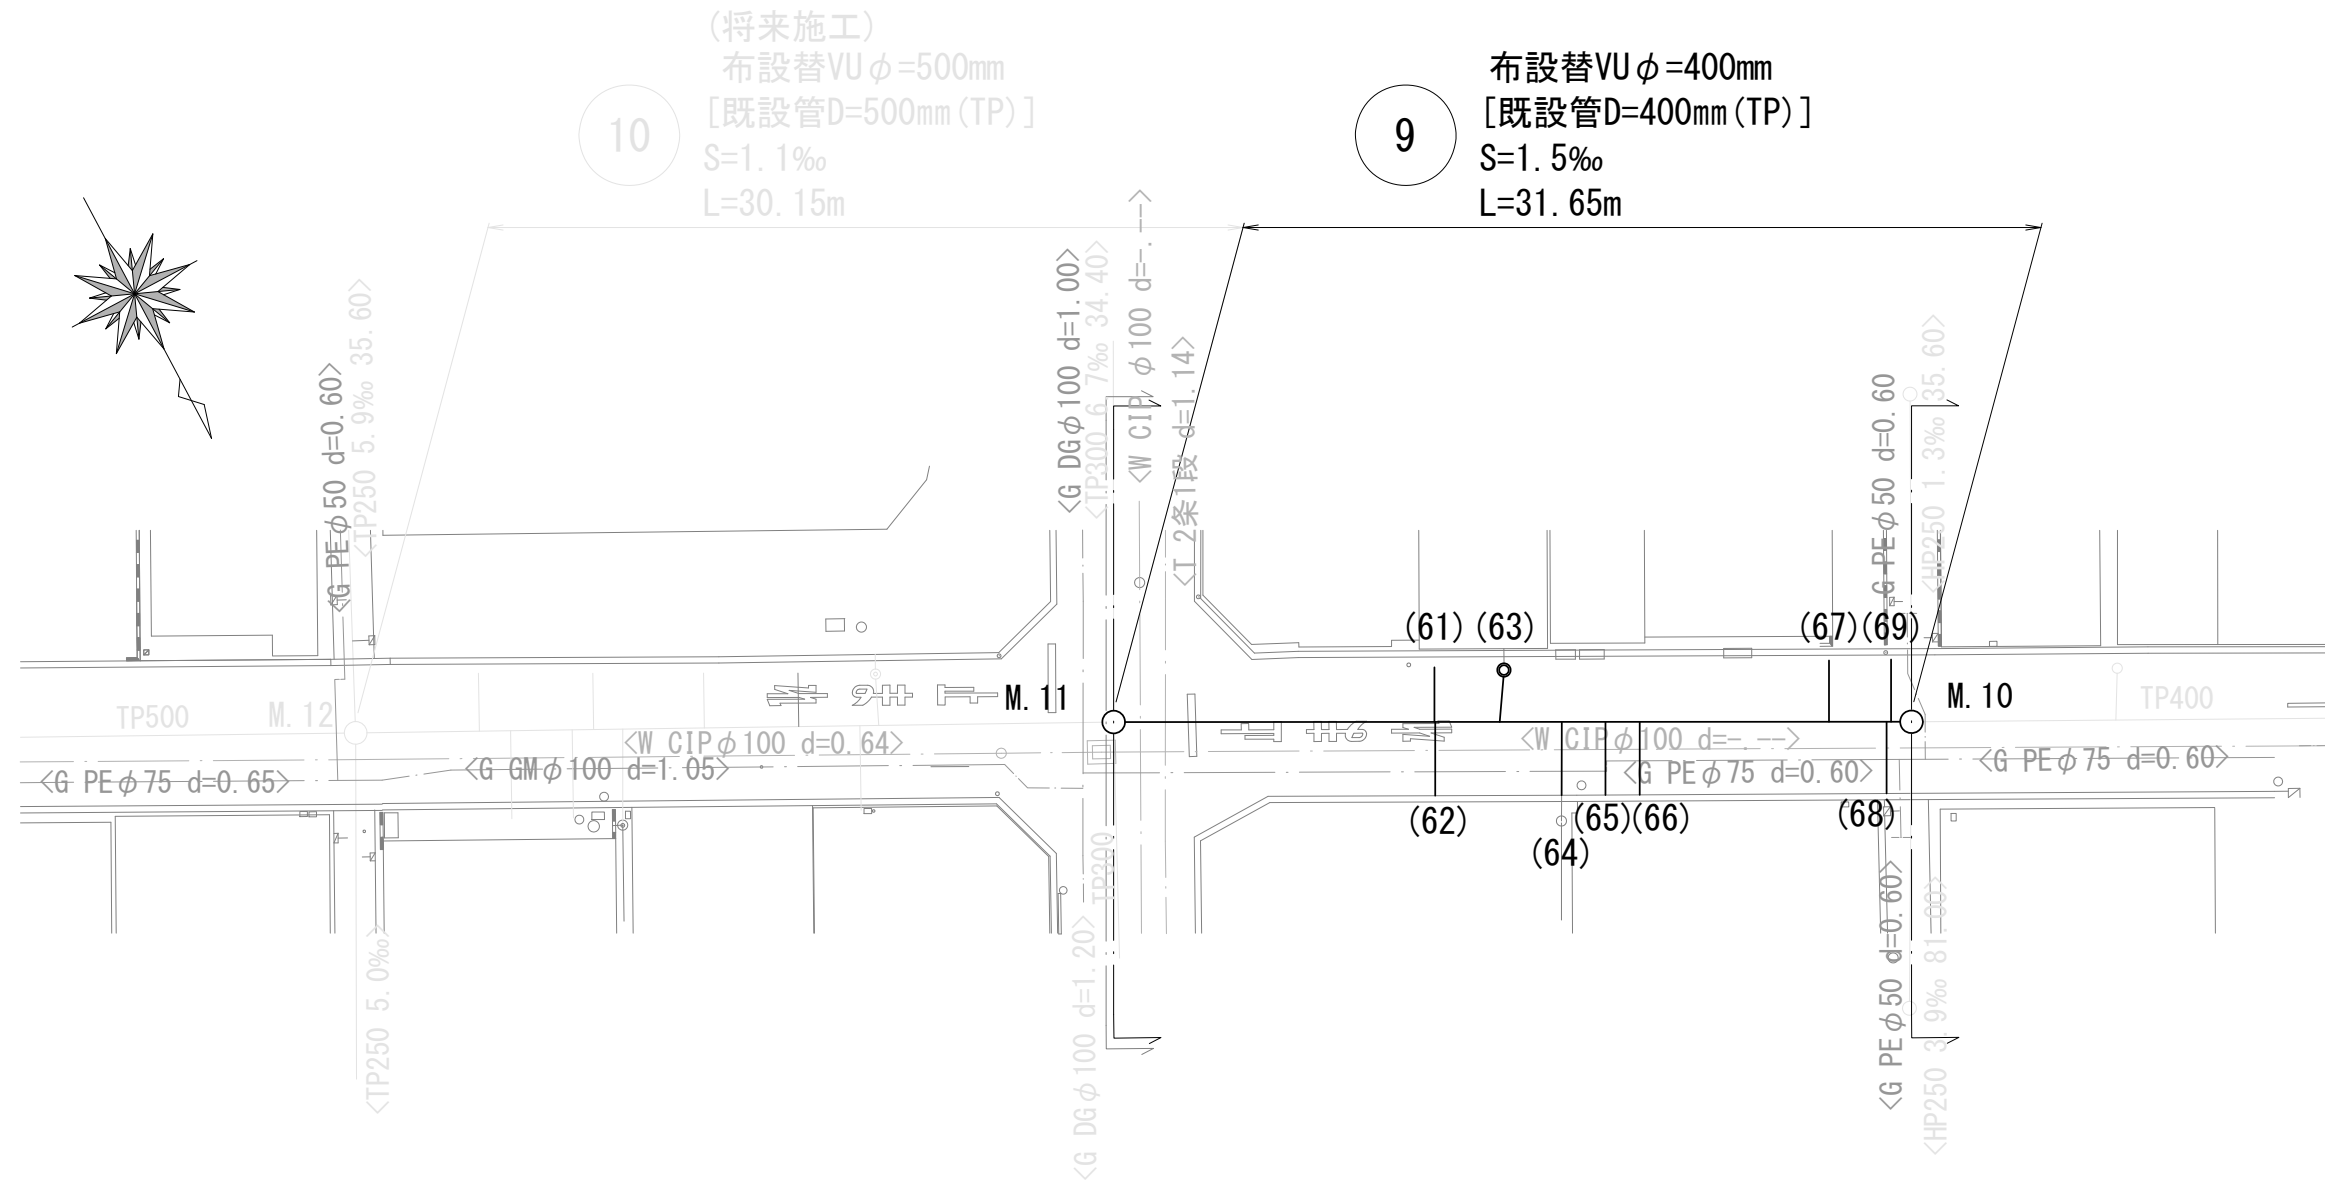 (将来施工)
布設替VUφ=500mm
[既設管D=500mm(TP)]
S=1.1‰
L=30.15m
10
布設替VUφ=400mm
[既設管D=400mm(TP)]
S=1.5‰
L=31.65m
9
<G PEφ50 d=0.60>
<TP250 5.9‰ 35.60>
<G DGφ100 d=1.00>
<TP300 6.7‰ 34.40>
<W CIP φ100 d=-.-->
<T 2条1段 d=1.14>
<G PEφ50 d=0.60
<HP250 1.3‰ 35.60>
(61)
(63)
(67)
(69)
TP500
M.12
M.11
M.10
TP400
<W CIPφ100 d=0.64>
<W CIPφ100 d=-.-->
<G PEφ75 d=0.65>
<G GMφ100 d=1.05>
<G PEφ75 d=0.60>
<G PEφ75 d=0.60>
(62)
(64)
(65)
(66)
(68)
TP300
<TP250 5.0‰>
<G DGφ100 d=1.20>
<G PEφ50 d=0.60>
<HP250 3.9‰ 81.00>